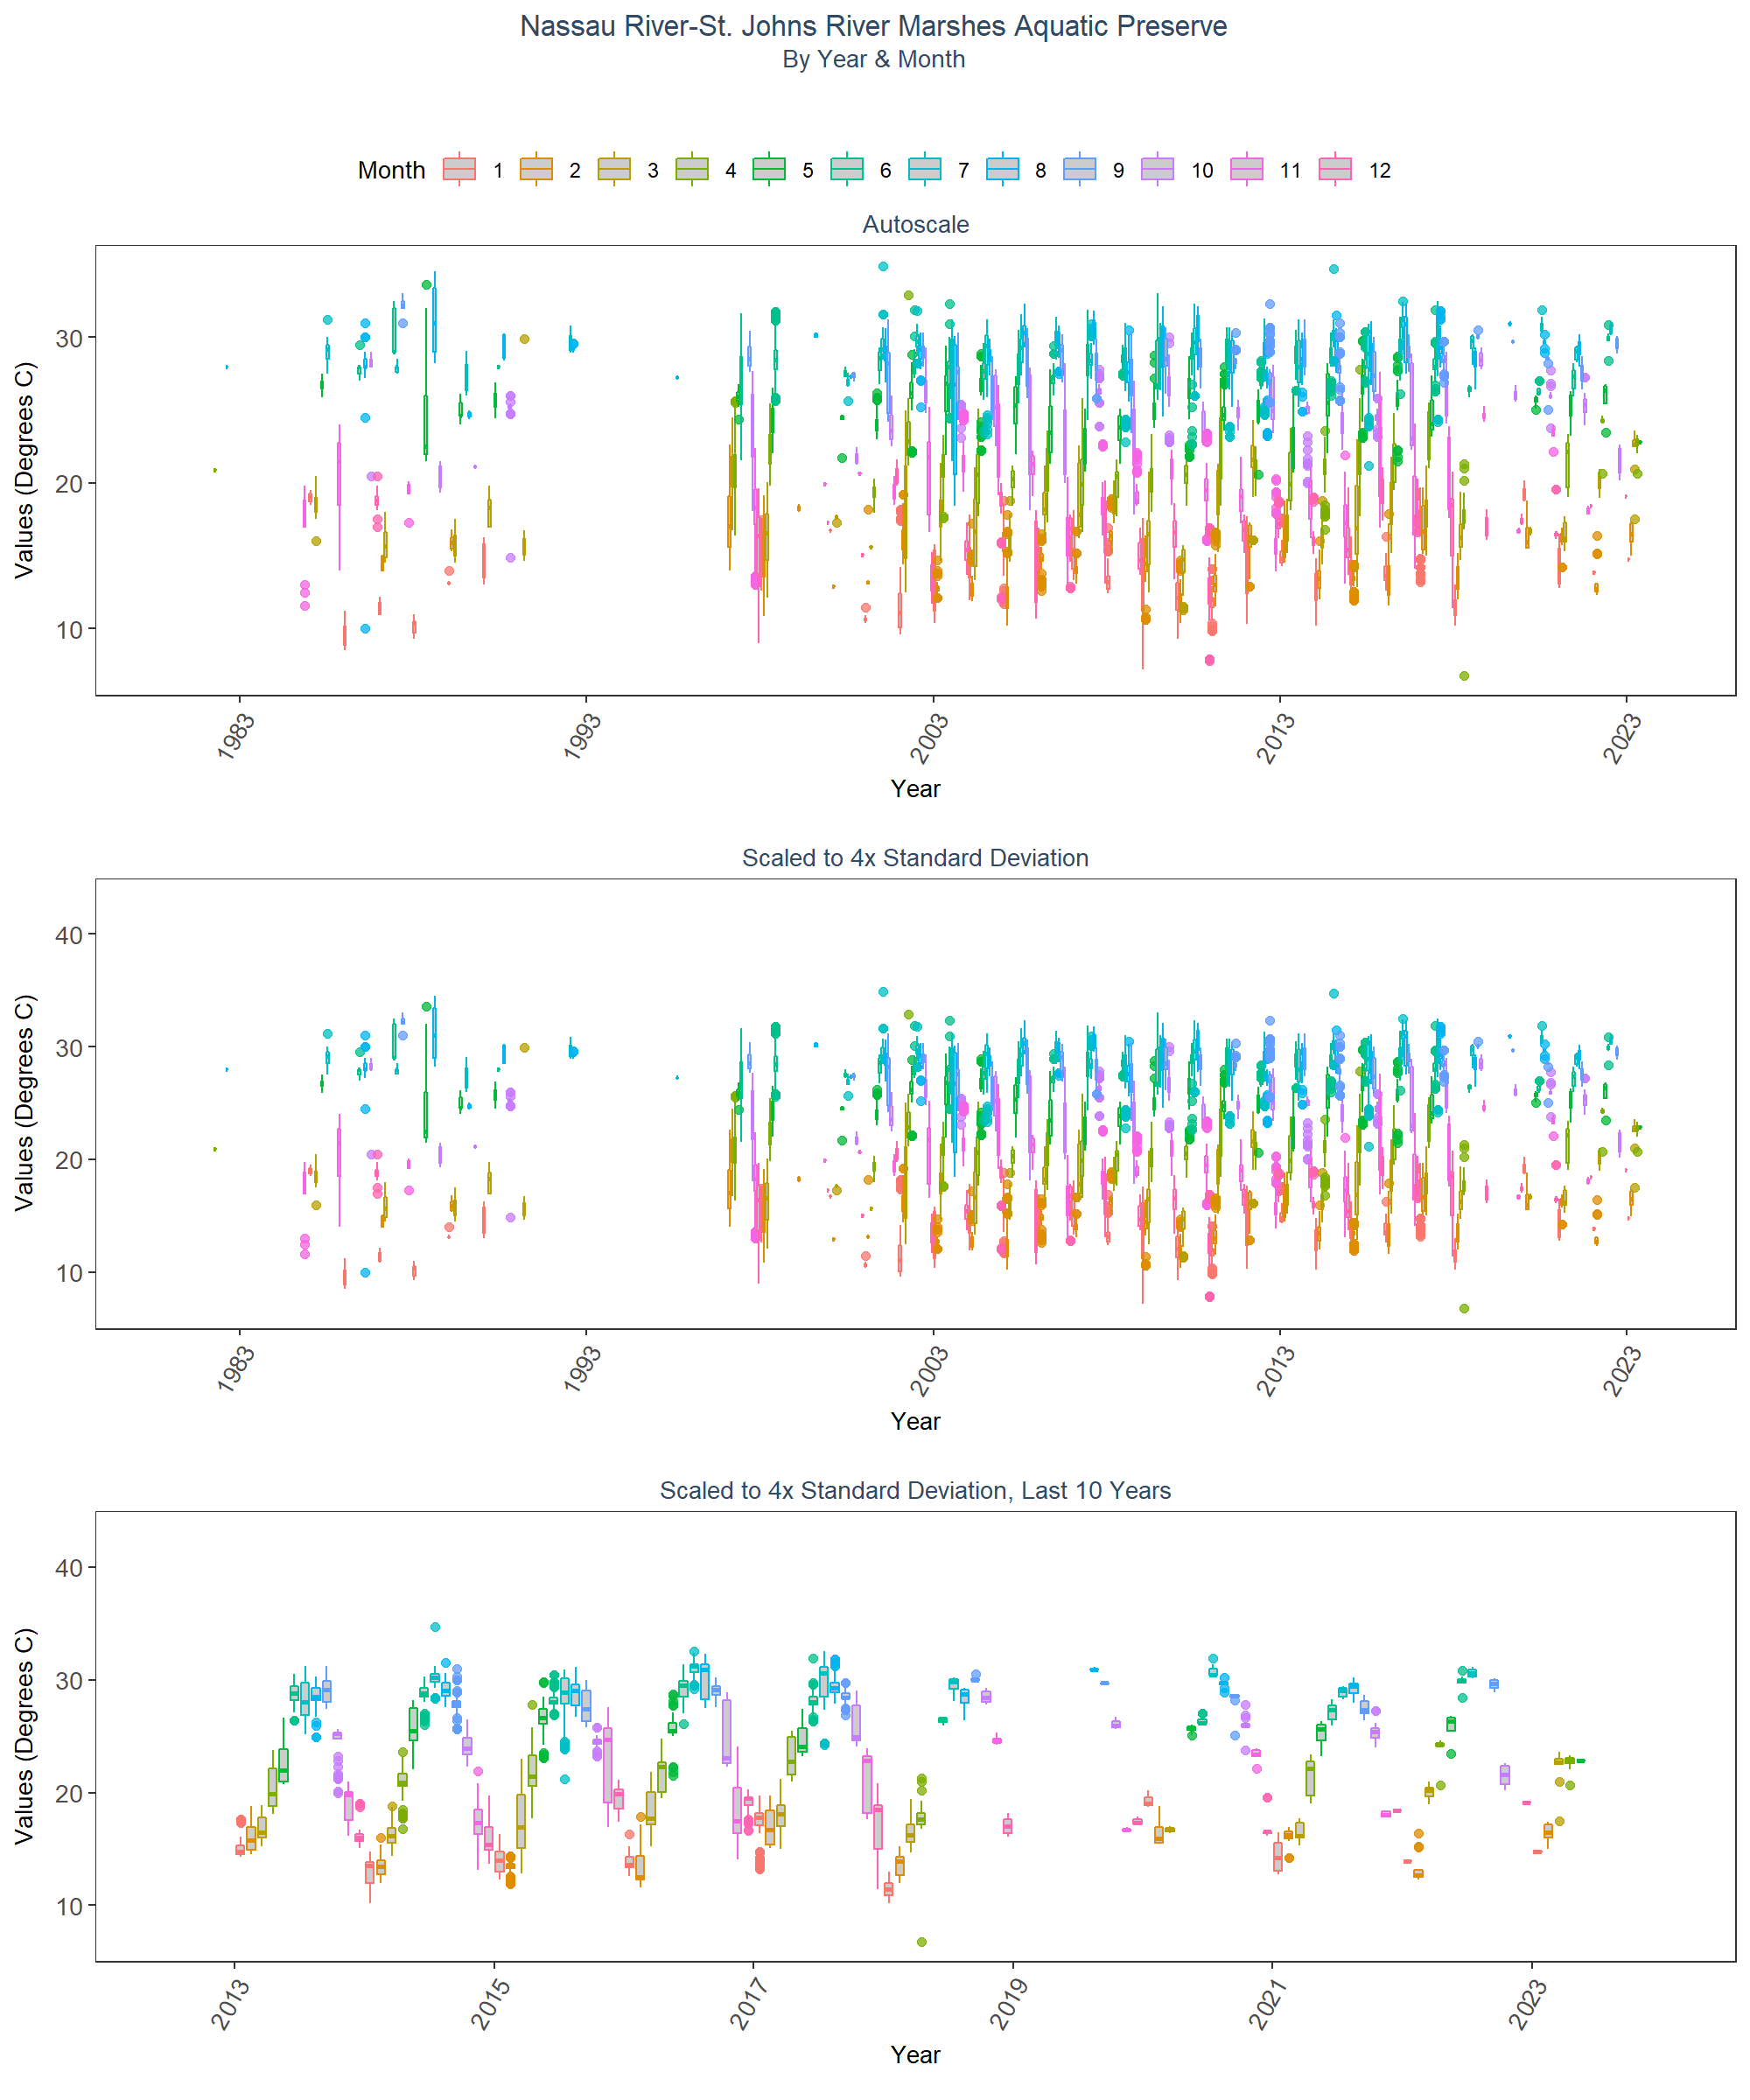 Nassau River-St. Johns River Marshes Aquatic Preserve
By Year & Month
Month 1 2 3 4 5 6 7 8 9 10 11 12
Autoscale
Values (Degrees C)
30
20
10
1983 1993 2003 2013 2023
Year
Scaled to 4x Standard Deviation
Values (Degrees C)
40
30
20
10
1983 1993 2003 2013 2023
Year
Scaled to 4x Standard Deviation, Last 10 Years
Values (Degrees C)
40
30
20
10
2013 2015 2017 2019 2021 2023
Year